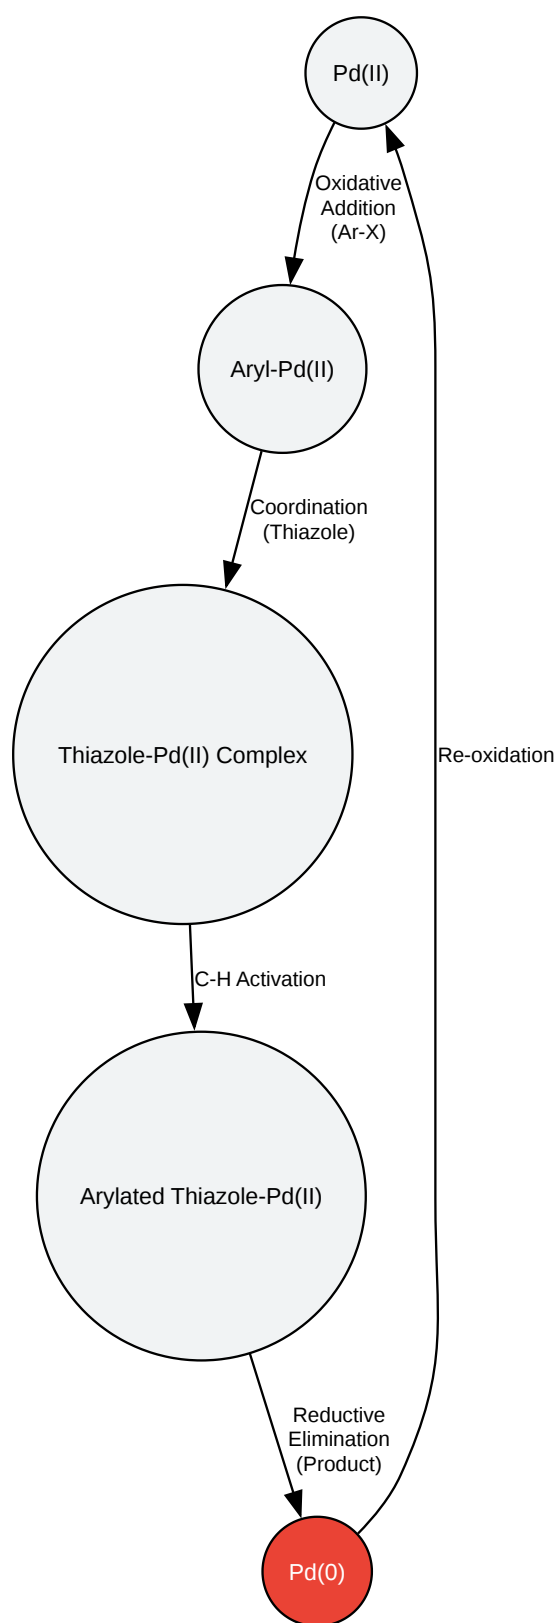 Pd(II)
Oxidative
Addition
(Ar-X)
Aryl-Pd(II)
Coordination
(Thiazole)
Thiazole-Pd(II) Complex
Re-oxidation
C-H Activation
Arylated Thiazole-Pd(II)
Reductive
Elimination
(Product)
Pd(0)